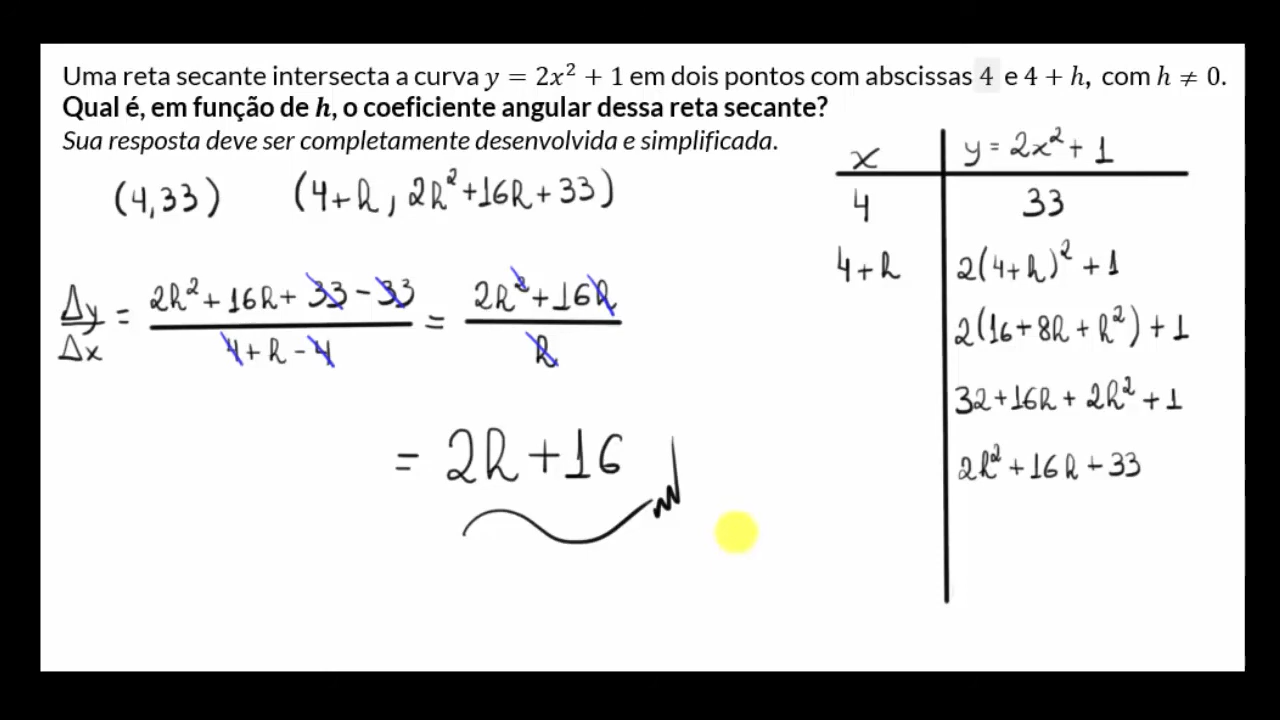 Uma reta secante intersecta a curva y = 2x² + 1 em dois pontos com abscissas 4 e 4 + h, com h ≠ 0.
Qual é, em função de h, o coeficiente angular dessa reta secante?
Sua resposta deve ser completamente desenvolvida e simplificada.
(4,33) (4+h, 2h²+16h+33)
Δy/Δx = (2h²+16h+33-33)/(4+h-4) = (2h²+16h)/h
= 2h+16
x y = 2x²+1
4 33
4+h 2(4+h)²+1
2(16+8h+h²)+1
32+16h+2h²+1
2h²+16h+33